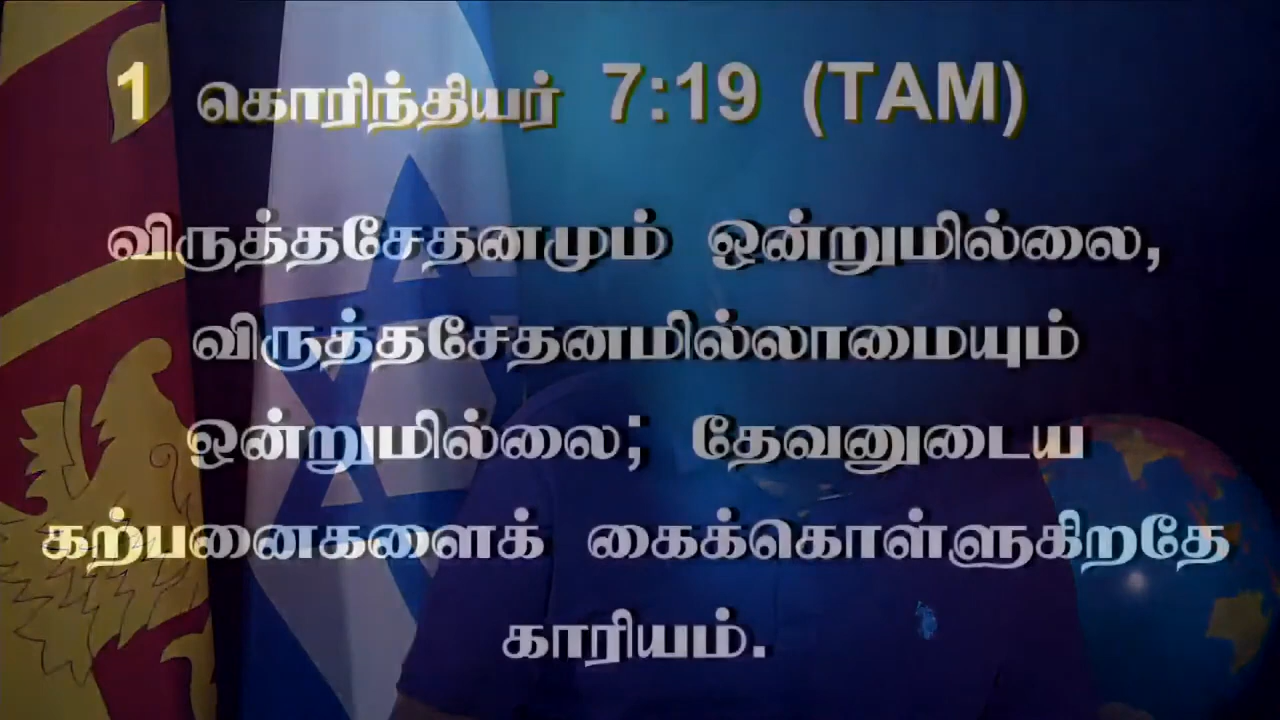 1 கொரிந்தியர் 7:19 (TAM)
விருத்தசேதனமும் ஒன்றுமில்லை,
விருத்தசேதனமில்லாமையும்
ஒன்றுமில்லை; தேவனுடைய
கற்பனைகளைக் கைக்கொள்ளுகிறதே
காரியம்.